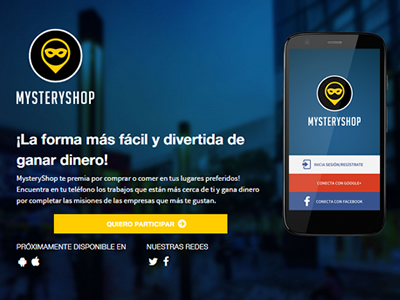 MYSTERYSHOP
¡La forma más fácil y divertida de
ganar dinero!
MysteryShop te premia por comprar o comer en tus lugares preferidos!
Encuentra en tu teléfono los trabajos que están más cerca de ti y gana dinero
por completar las misiones de las empresas que más te gustan.
QUIERO PARTICIPAR
PRÓXIMAMENTE DISPONIBLE EN
NUESTRAS REDES
MYSTERYSHOP
INICIA SESIÓN/REGÍSTRATE
CONECTA CON GOOGLE+
CONECTA CON FACEBOOK